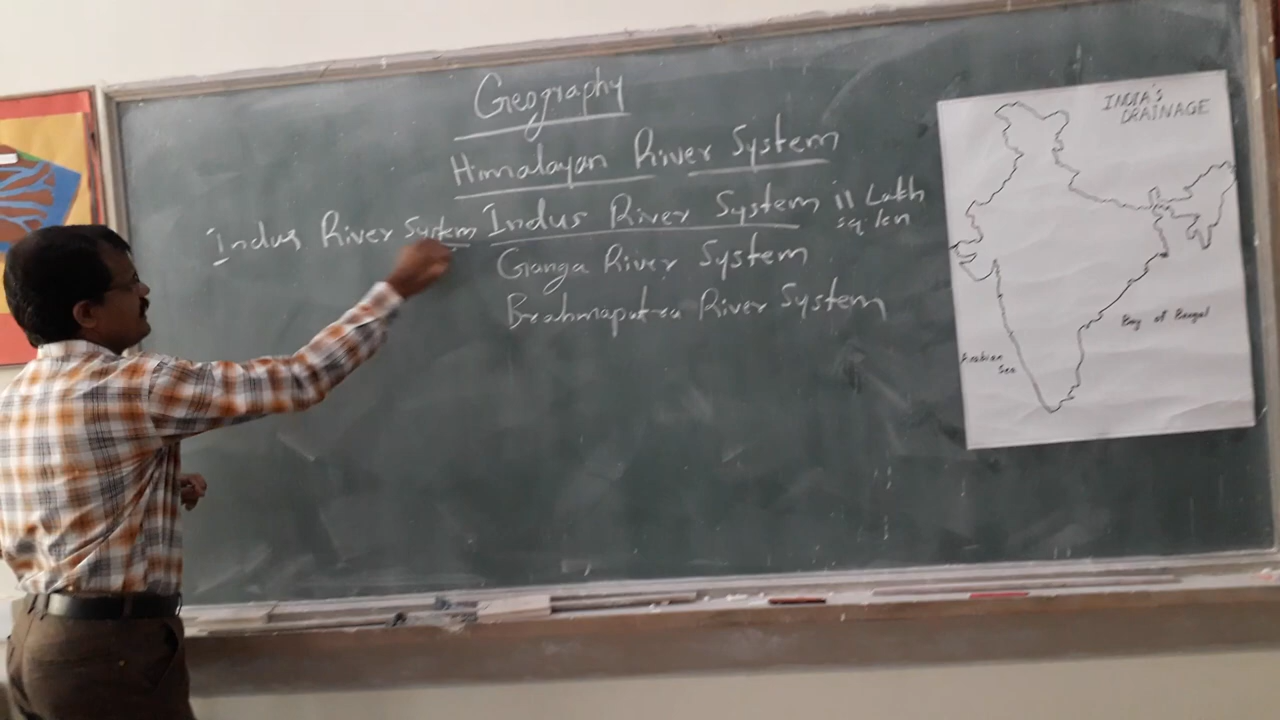 Geography
Himalayan River System
Indus River System Indus River System 11 Lakh
sq. km
Ganga River System
Brahmaputra River System
INDIA'S
DRAINAGE
Bay of Bengal
Arabian
Sea